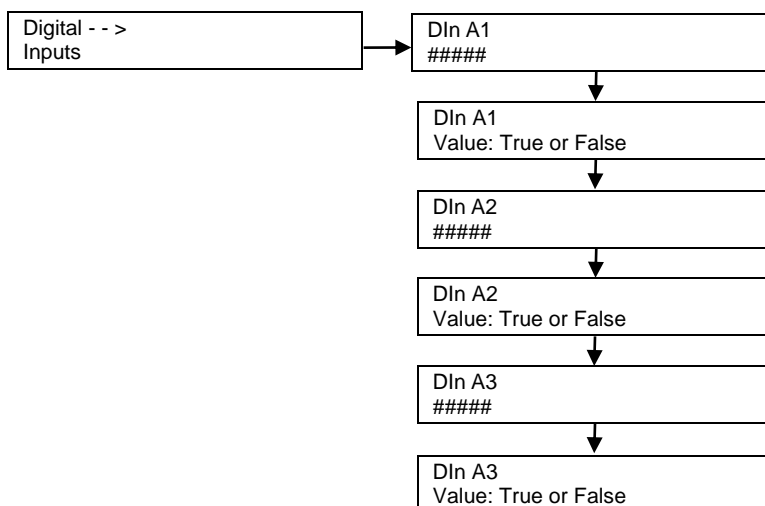 Digital - - >
Inputs
DIn A1
#####
DIn A1
Value: True or False
DIn A2
#####
DIn A2
Value: True or False
DIn A3
#####
DIn A3
Value: True or False